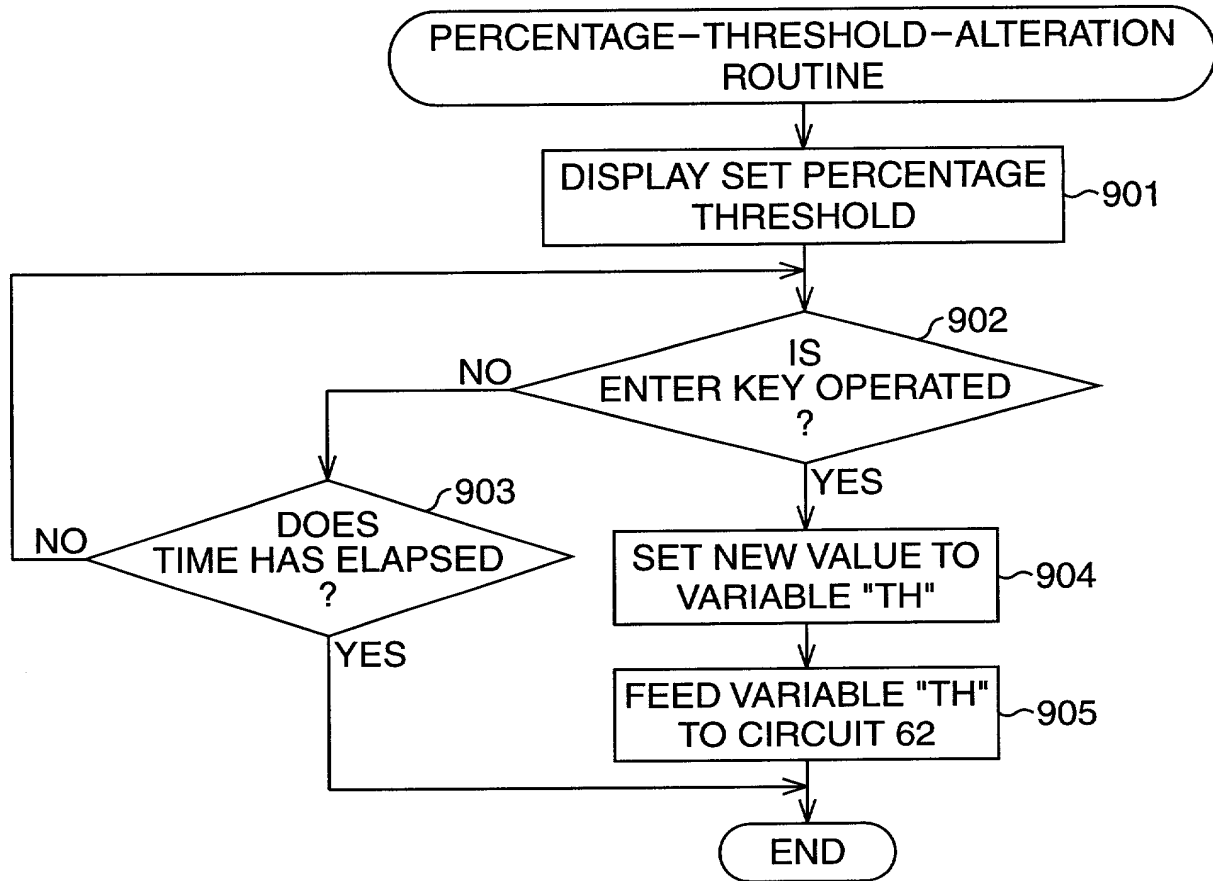 PERCENTAGE-THRESHOLD-ALTERATION
ROUTINE
DISPLAY SET PERCENTAGE
THRESHOLD
901
902
IS
ENTER KEY OPERATED
?
NO
YES
903
DOES
TIME HAS ELAPSED
?
NO
YES
SET NEW VALUE TO
VARIABLE "TH"
904
FEED VARIABLE "TH"
TO CIRCUIT 62
905
END